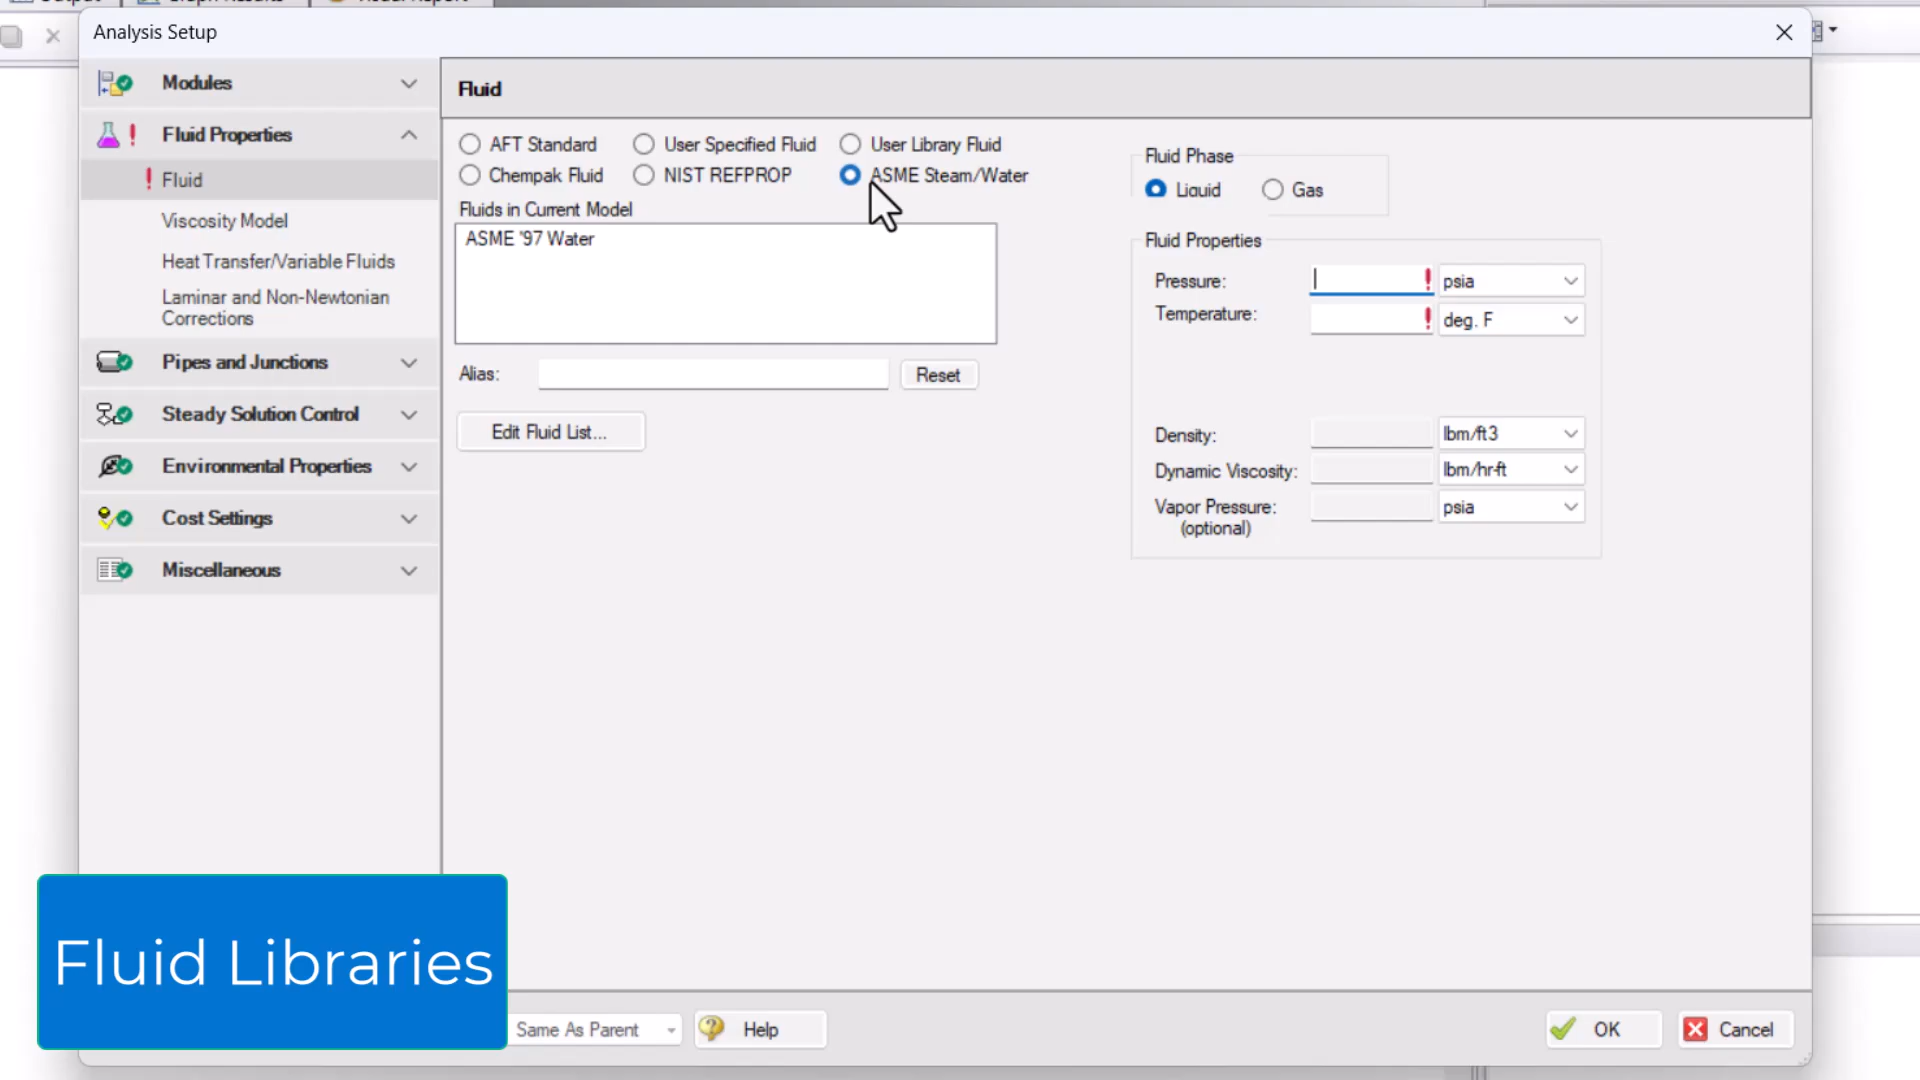 Analysis Setup
Modules
Fluid Properties
Fluid
Viscosity Model
Heat Transfer/Variable Fluids
Laminar and Non-Newtonian
Corrections
Pipes and Junctions
Steady Solution Control
Environmental Properties
Cost Settings
Miscellaneous
Fluid
AFT Standard
User Specified Fluid
User Library Fluid
Chempak Fluid
NIST REFPROP
ASME Steam/Water
Fluids in Current Model
ASME '97 Water
Alias:
Reset
Edit Fluid List...
Fluid Phase
Liquid
Gas
Fluid Properties
Pressure:
psia
Temperature:
deg. F
Density:
lbm/ft3
Dynamic Viscosity:
lbm/hr-ft
Vapor Pressure:
(optional)
psia
Fluid Libraries
Same As Parent
Help
OK
Cancel